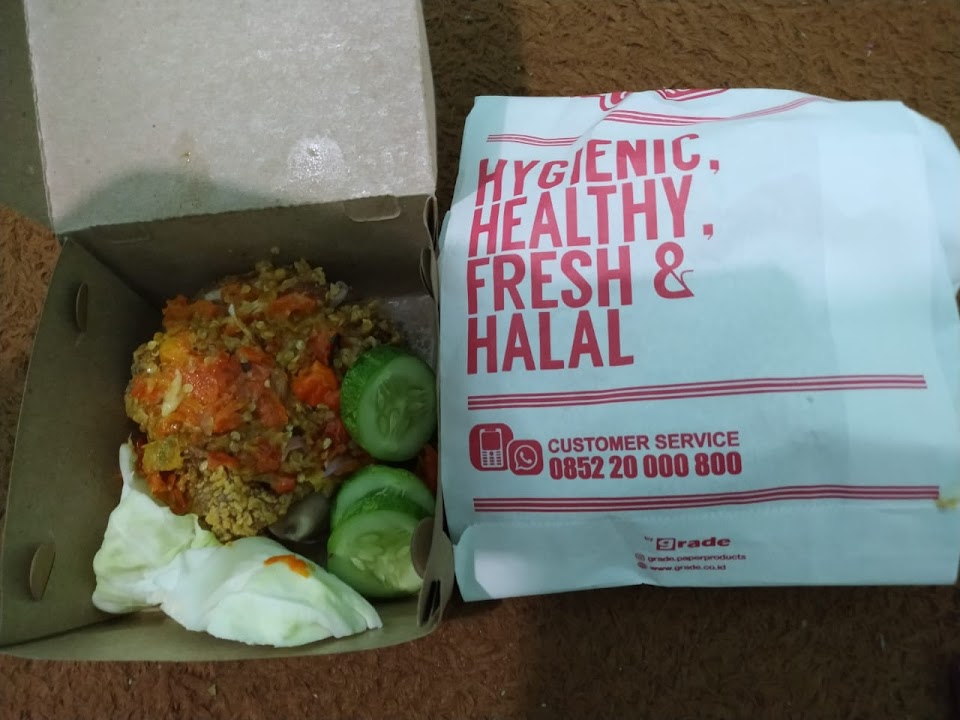 HYGIENIC,
HEALTHY,
FRESH &
HALAL
CUSTOMER SERVICE
0852 20 000 800
by grade
grade.paperproducts
www.grade.co.id